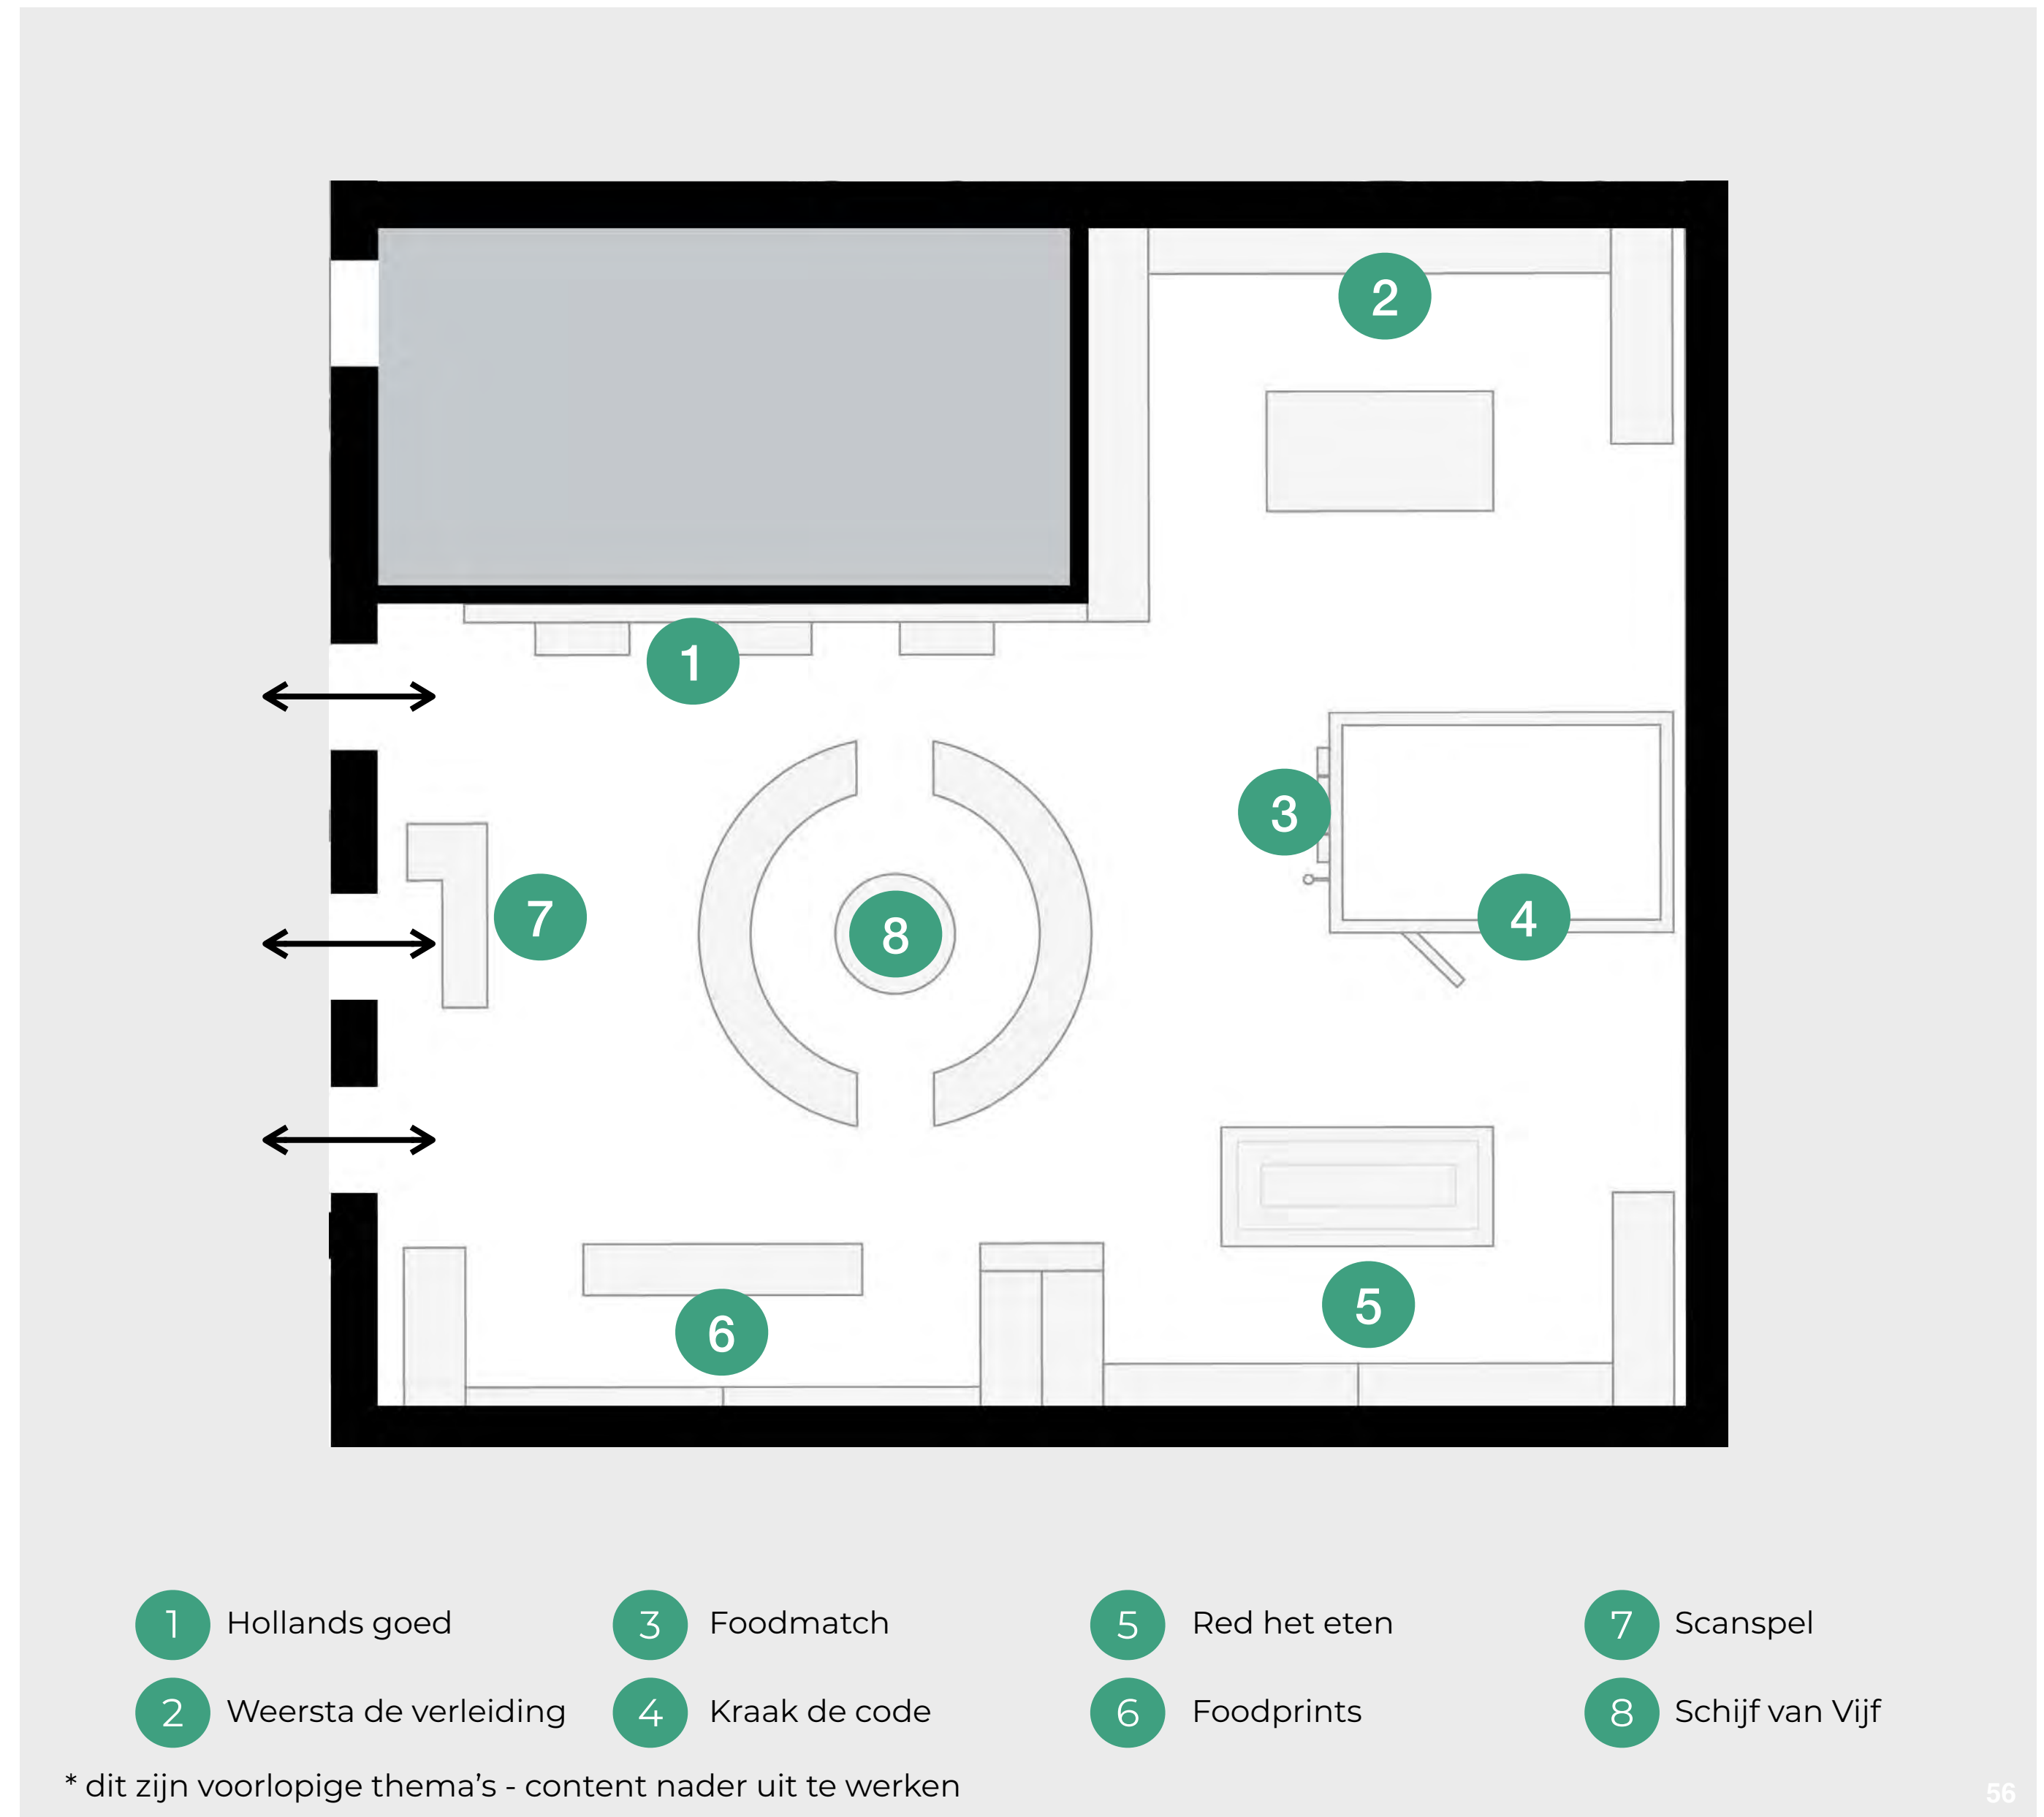 2
1
3
7
8
4
5
6
1 Hollands goed
3 Foodmatch
5 Red het eten
7 Scanspel
2 Weersta de verleiding
4 Kraak de code
6 Foodprints
8 Schijf van Vijf
* dit zijn voorlopige thema's - content nader uit te werken
56